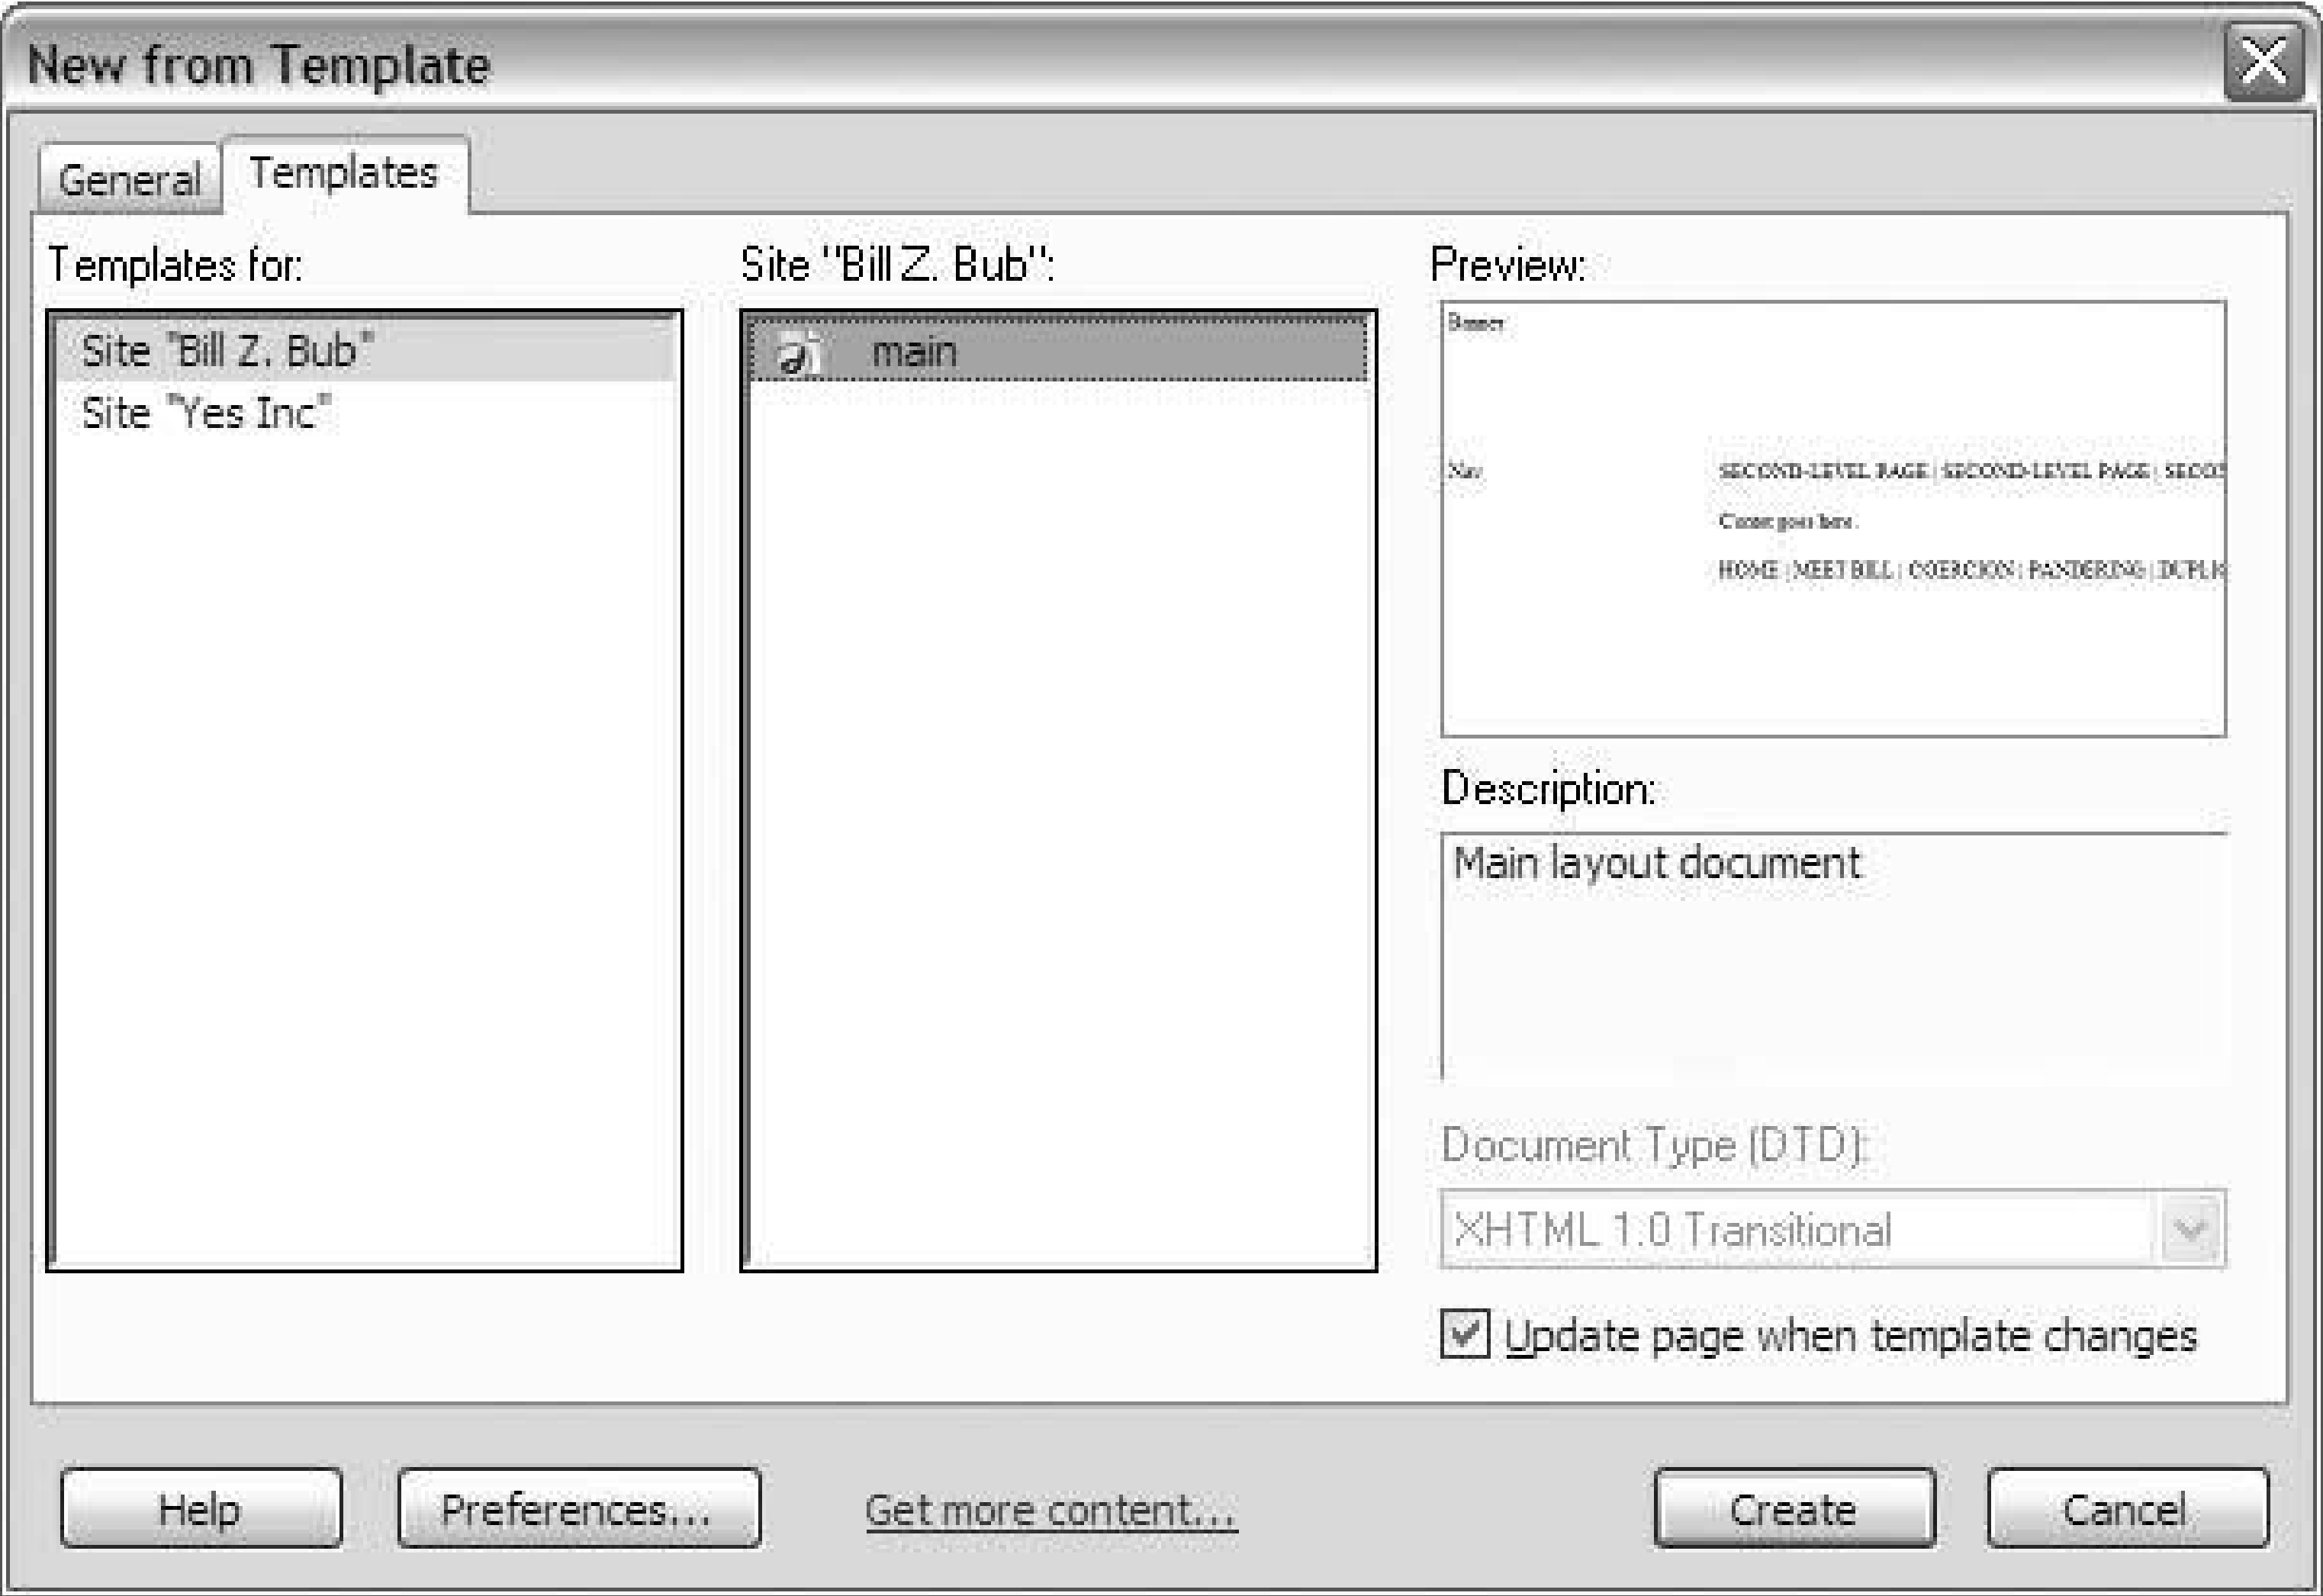 New from Template
General
Templates
Templates for:
Site "Bill Z. Bub"
Site "Yes Inc"
Site "Bill Z. Bub":
main
Preview:
Banner
Nav
SECOND-LEVEL PAGE | SECOND-LEVEL PAGE |
goes here.
HOME | MEET BILL | COERCION | PANDERING |
Description:
Main layout document
Document Type (DTD):
XHTML 1.0 Transitional
Update page when template changes
Help
Preferences...
Get more content...
Create
Cancel